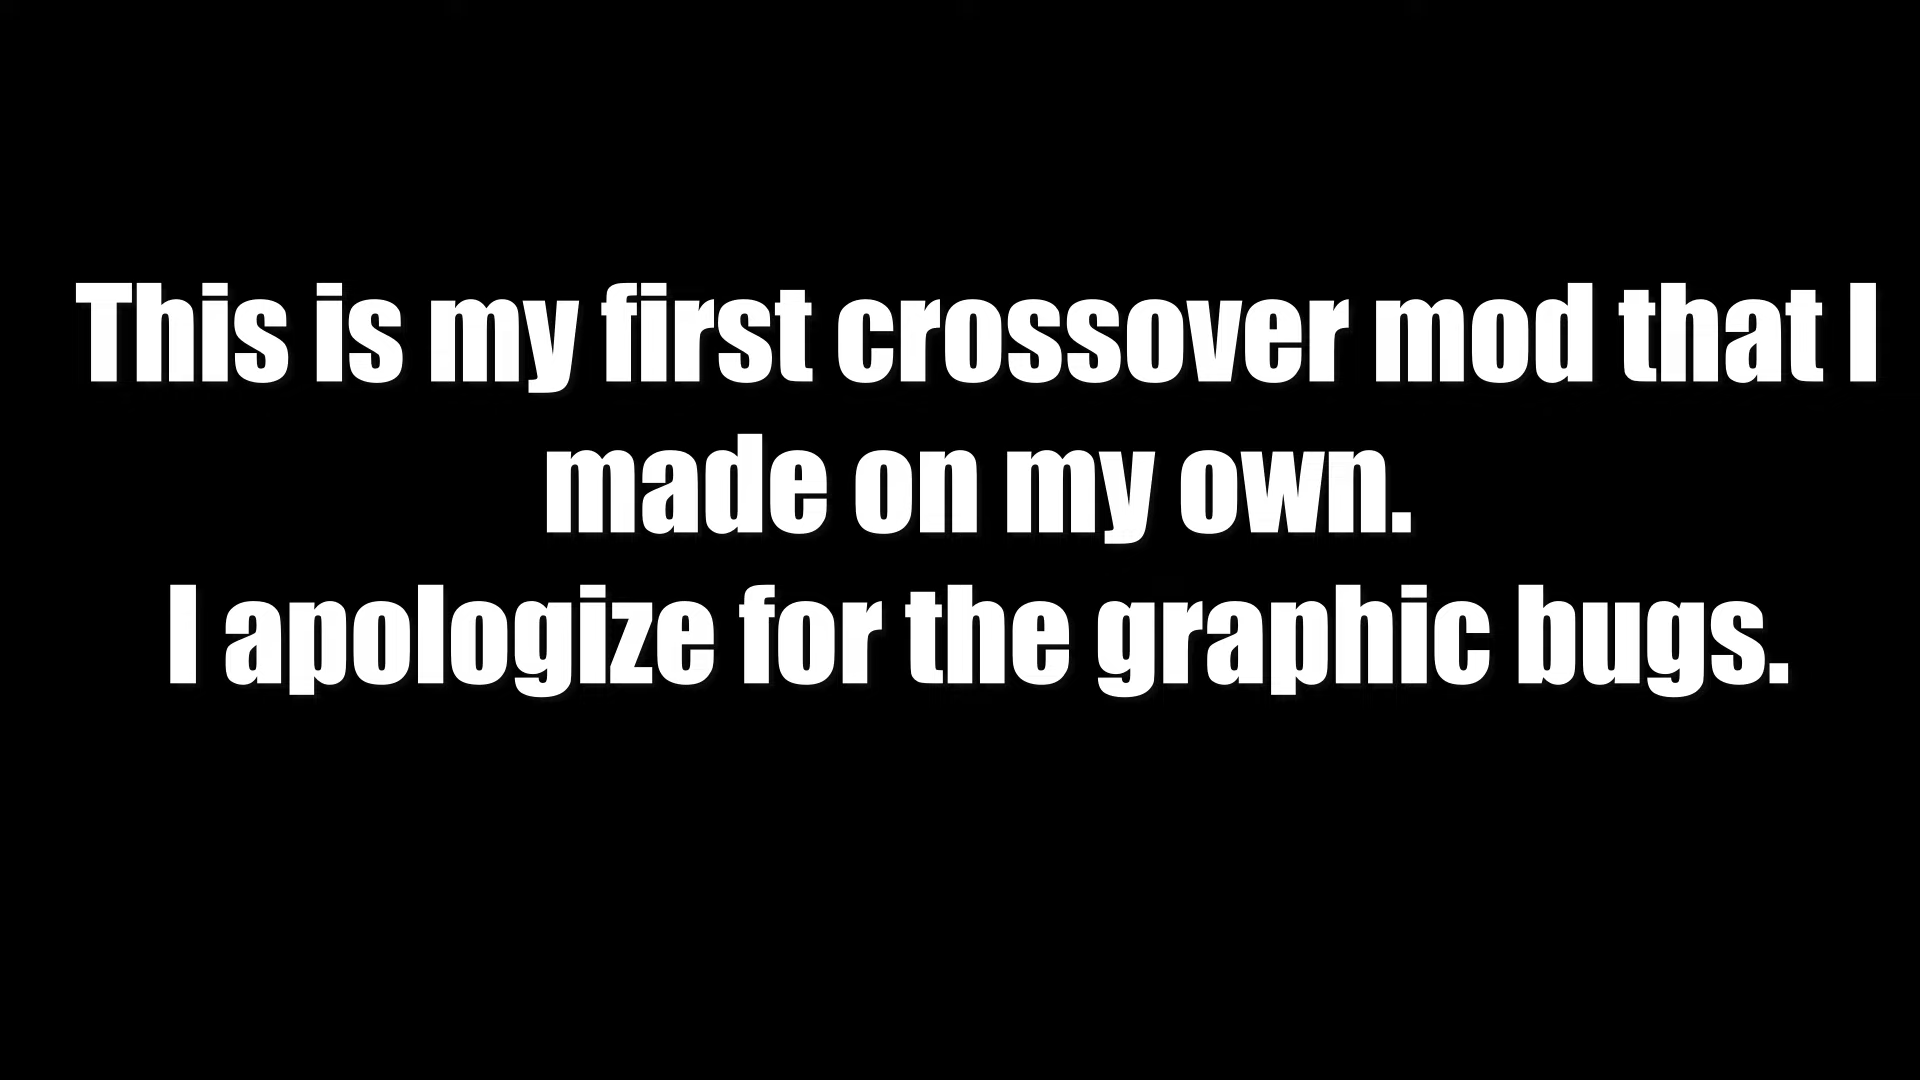 This is my first crossover mod that I
made on my own.
I apologize for the graphic bugs.